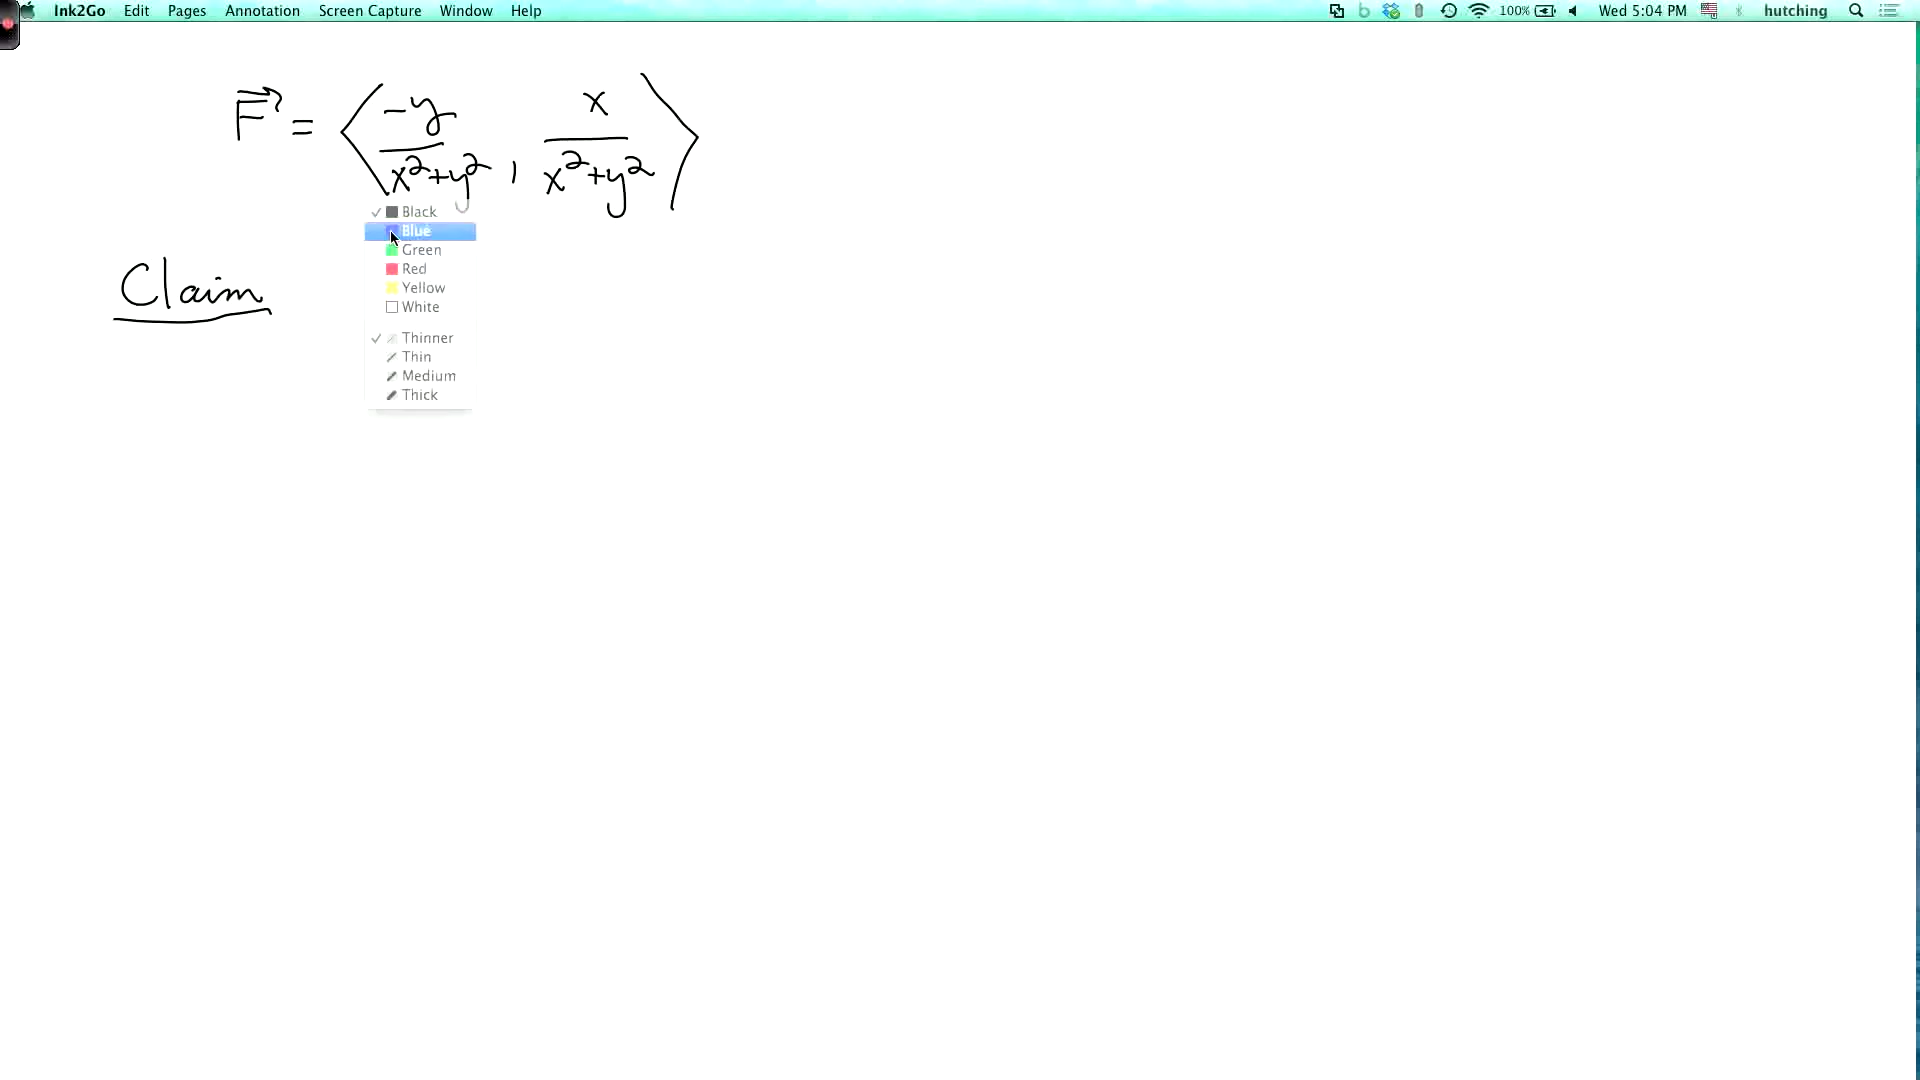 Ink2Go Edit Pages Annotation Screen Capture Window Help 100% Wed 5:04 PM hutching
F⃗ = ⟨ -y/(x²+y²) , x/(x²+y²) ⟩
Claim
Black
Blue
Green
Red
Yellow
White
Thinner
Thin
Medium
Thick